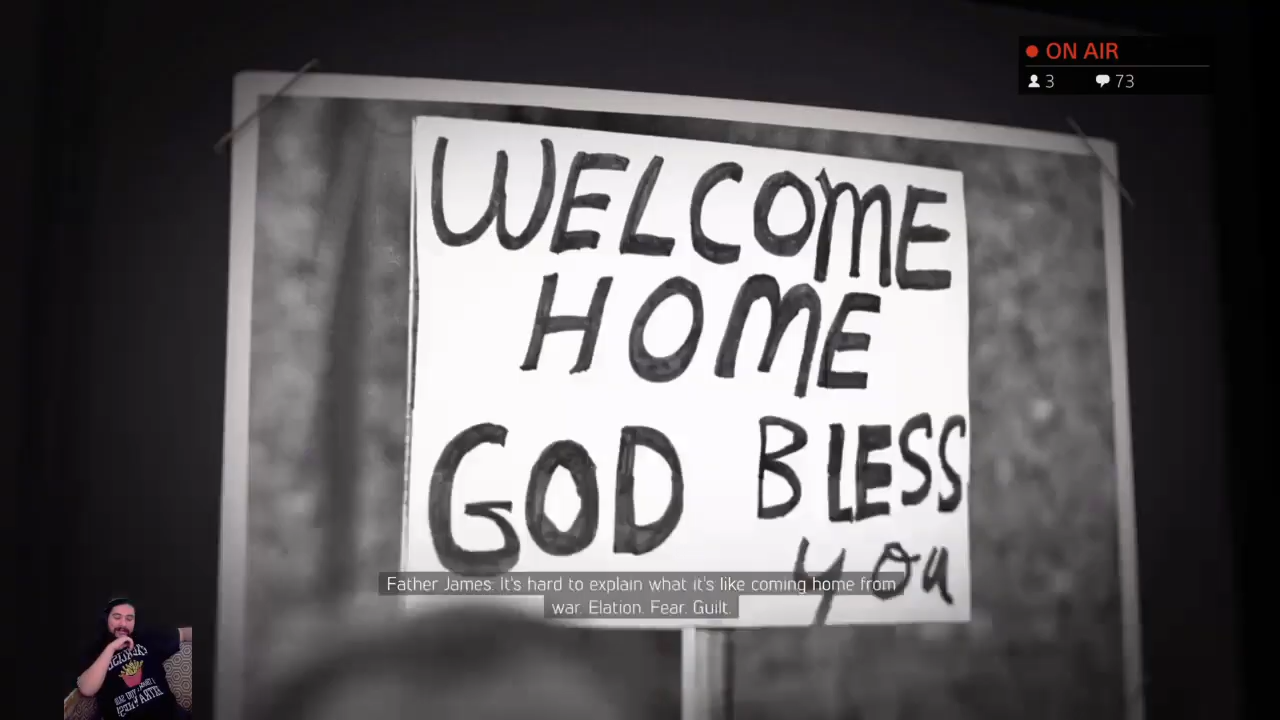 ON AIR
3 73
WELCOME
HOME
GOD BLESS
you
Father James: It's hard to explain what it's like coming home from
war. Elation. Fear. Guilt.